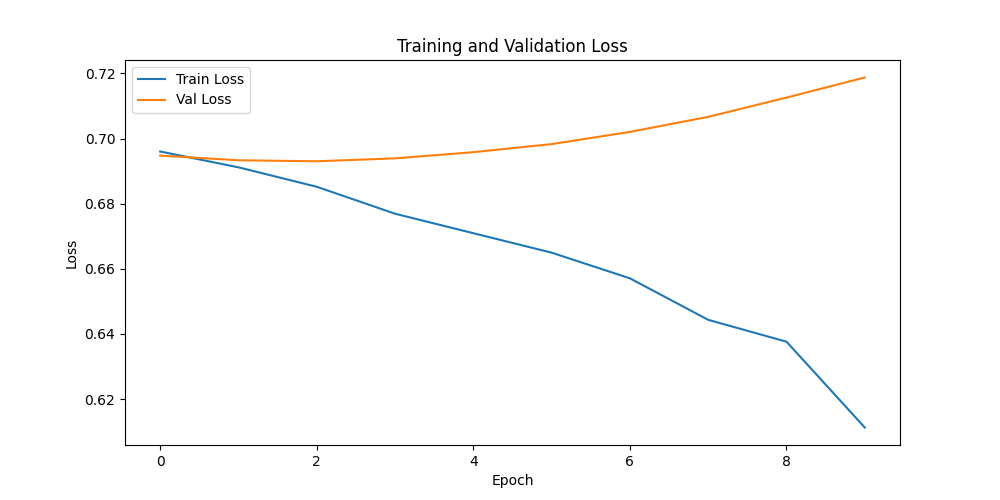 Training and Validation Loss
Train Loss
Val Loss
0.72
0.70
0.68
0.66
0.64
0.62
Loss
0 2 4 6 8
Epoch